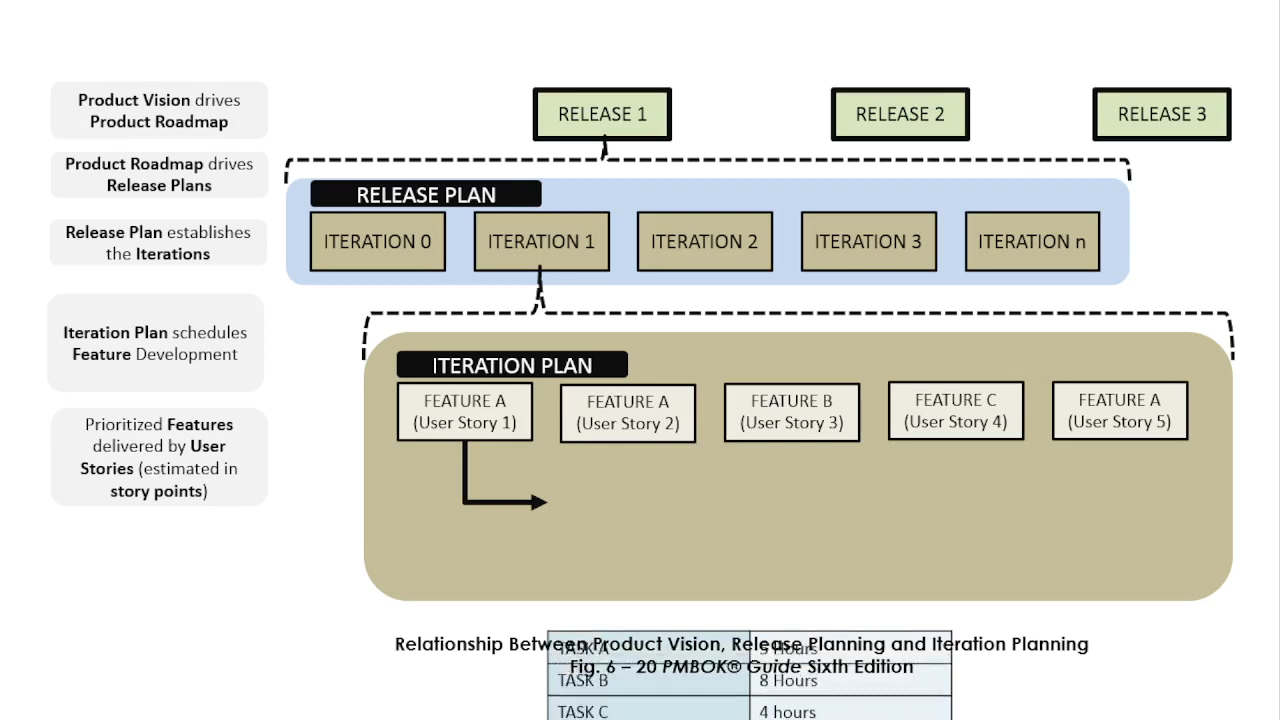 Product Vision drives
Product Roadmap
RELEASE 1
RELEASE 2
RELEASE 3
Product Roadmap drives
Release Plans
RELEASE PLAN
Release Plan establishes
the Iterations
ITERATION 0
ITERATION 1
ITERATION 2
ITERATION 3
ITERATION n
Iteration Plan schedules
Feature Development
ITERATION PLAN
FEATURE A
(User Story 1)
FEATURE A
(User Story 2)
FEATURE B
(User Story 3)
FEATURE C
(User Story 4)
FEATURE A
(User Story 5)
Prioritized Features
delivered by User
Stories (estimated in
story points)
Relationship Between Product Vision, Release Planning and Iteration Planning
Fig. 6 – 20 PMBOK® Guide Sixth Edition
TASK A
Hours
TASK B
8 Hours
TASK C
4 hours